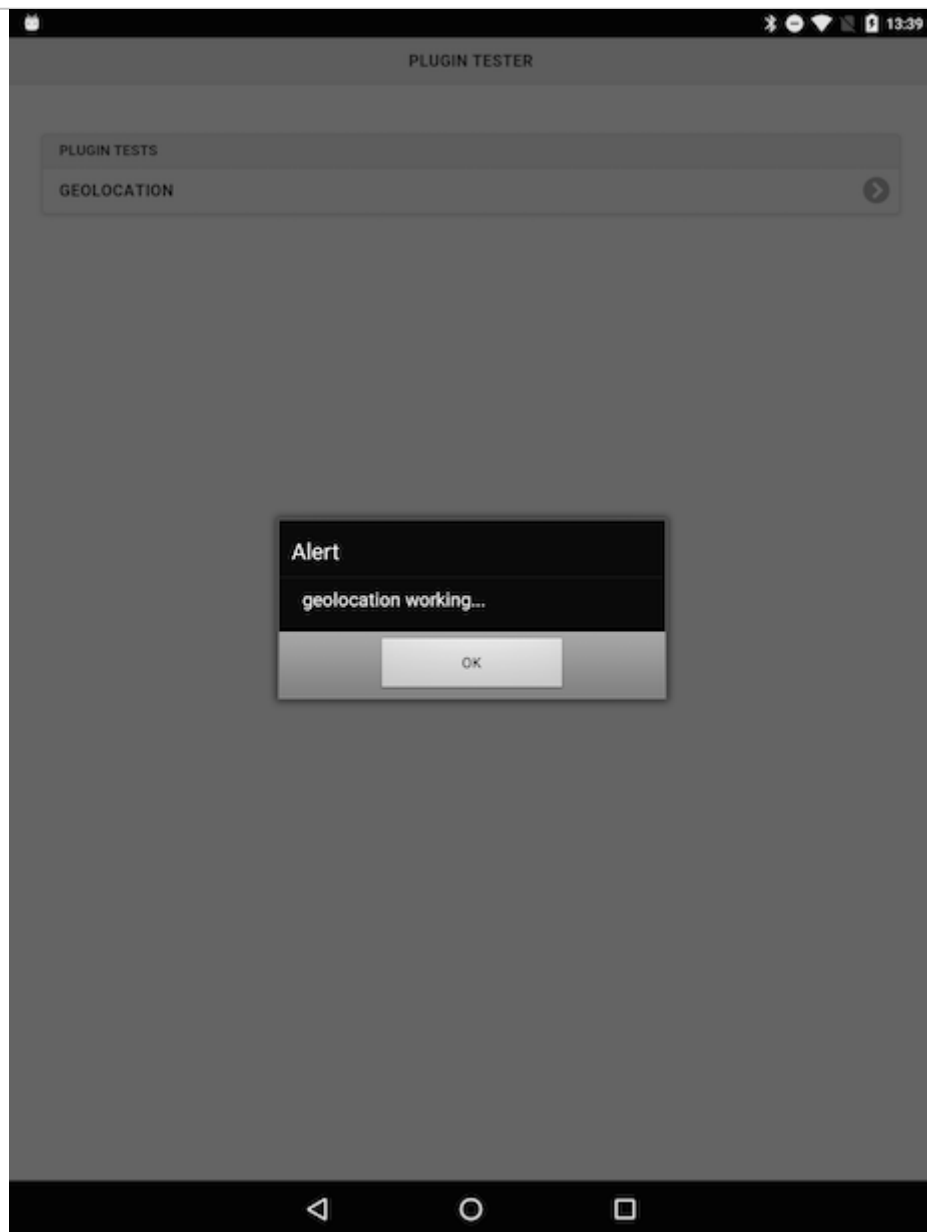 13:39
PLUGIN TESTER
PLUGIN TESTS
GEOLOCATION
Alert
geolocation working...
OK